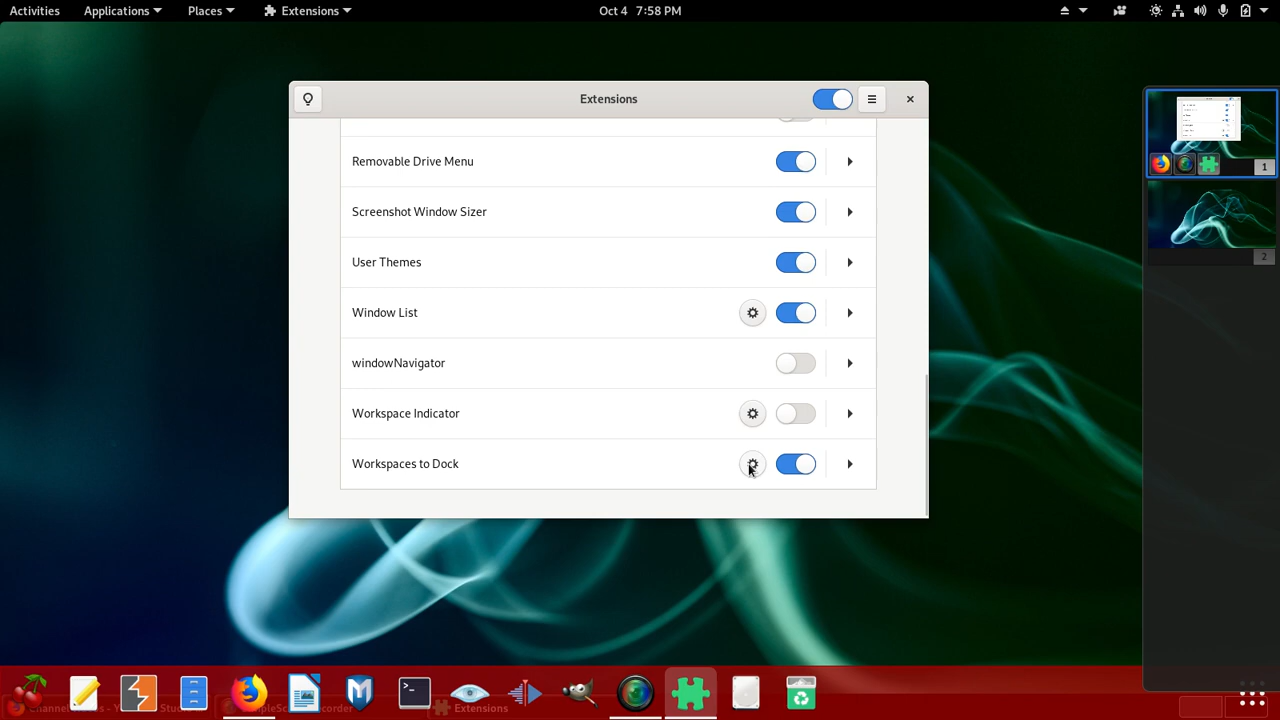 Activities Applications Places Extensions Oct 4 7:58 PM
Extensions
Removable Drive Menu
Screenshot Window Sizer
User Themes
Window List
windowNavigator
Workspace Indicator
Workspaces to Dock
1
2
Extensions